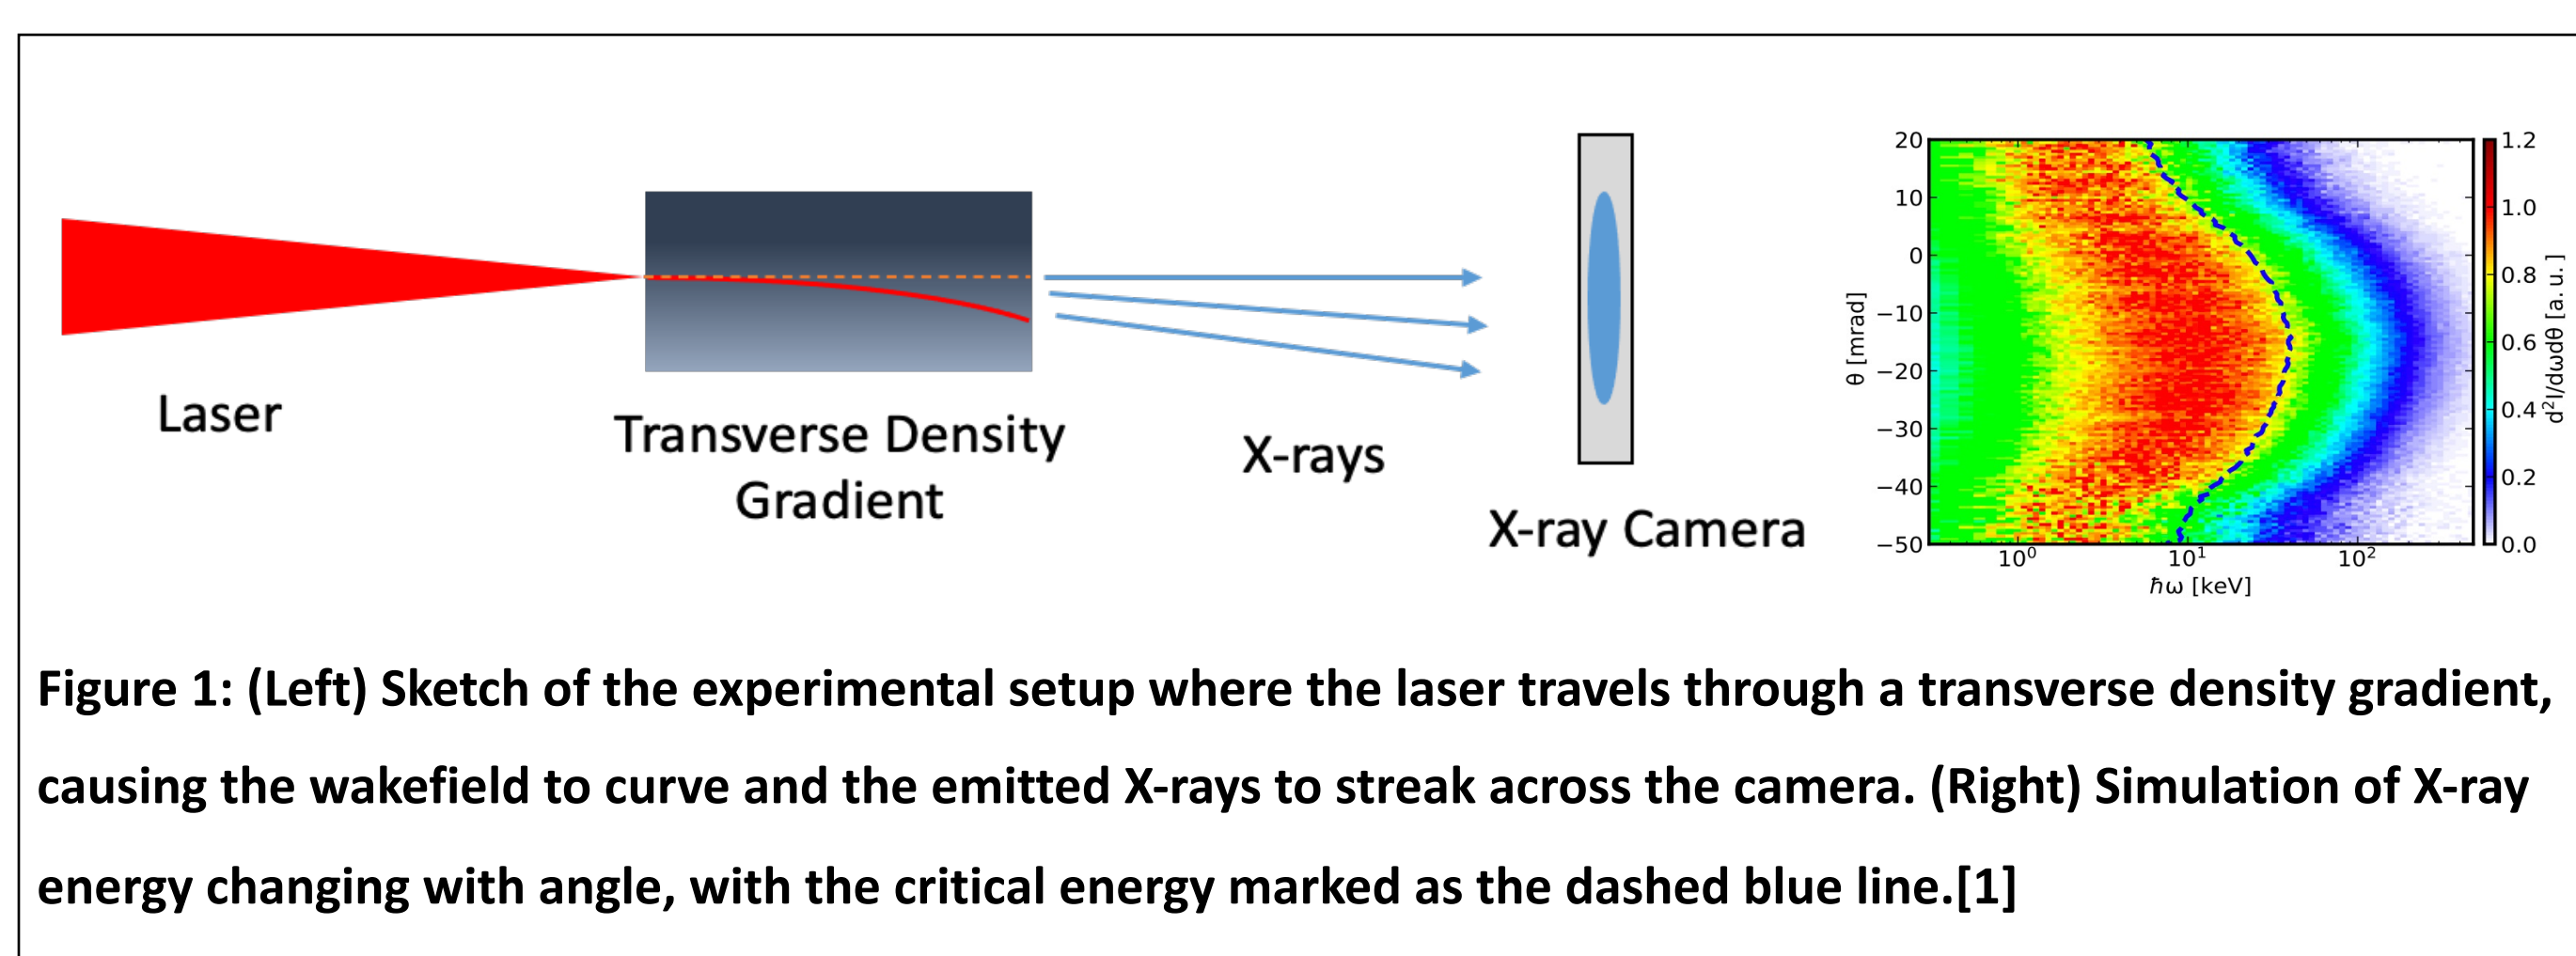 Laser
Transverse Density
Gradient
X-rays
X-ray Camera
20
10
0
−10
−20
−30
−40
−50
θ [mrad]
10⁰
10¹
10²
ħω [keV]
1.2
1.0
0.8
0.6
0.4
0.2
0.0
d²I/dωdθ [a. u. ]
Figure 1: (Left) Sketch of the experimental setup where the laser travels through a transverse density gradient,
causing the wakefield to curve and the emitted X-rays to streak across the camera. (Right) Simulation of X-ray
energy changing with angle, with the critical energy marked as the dashed blue line.[1]